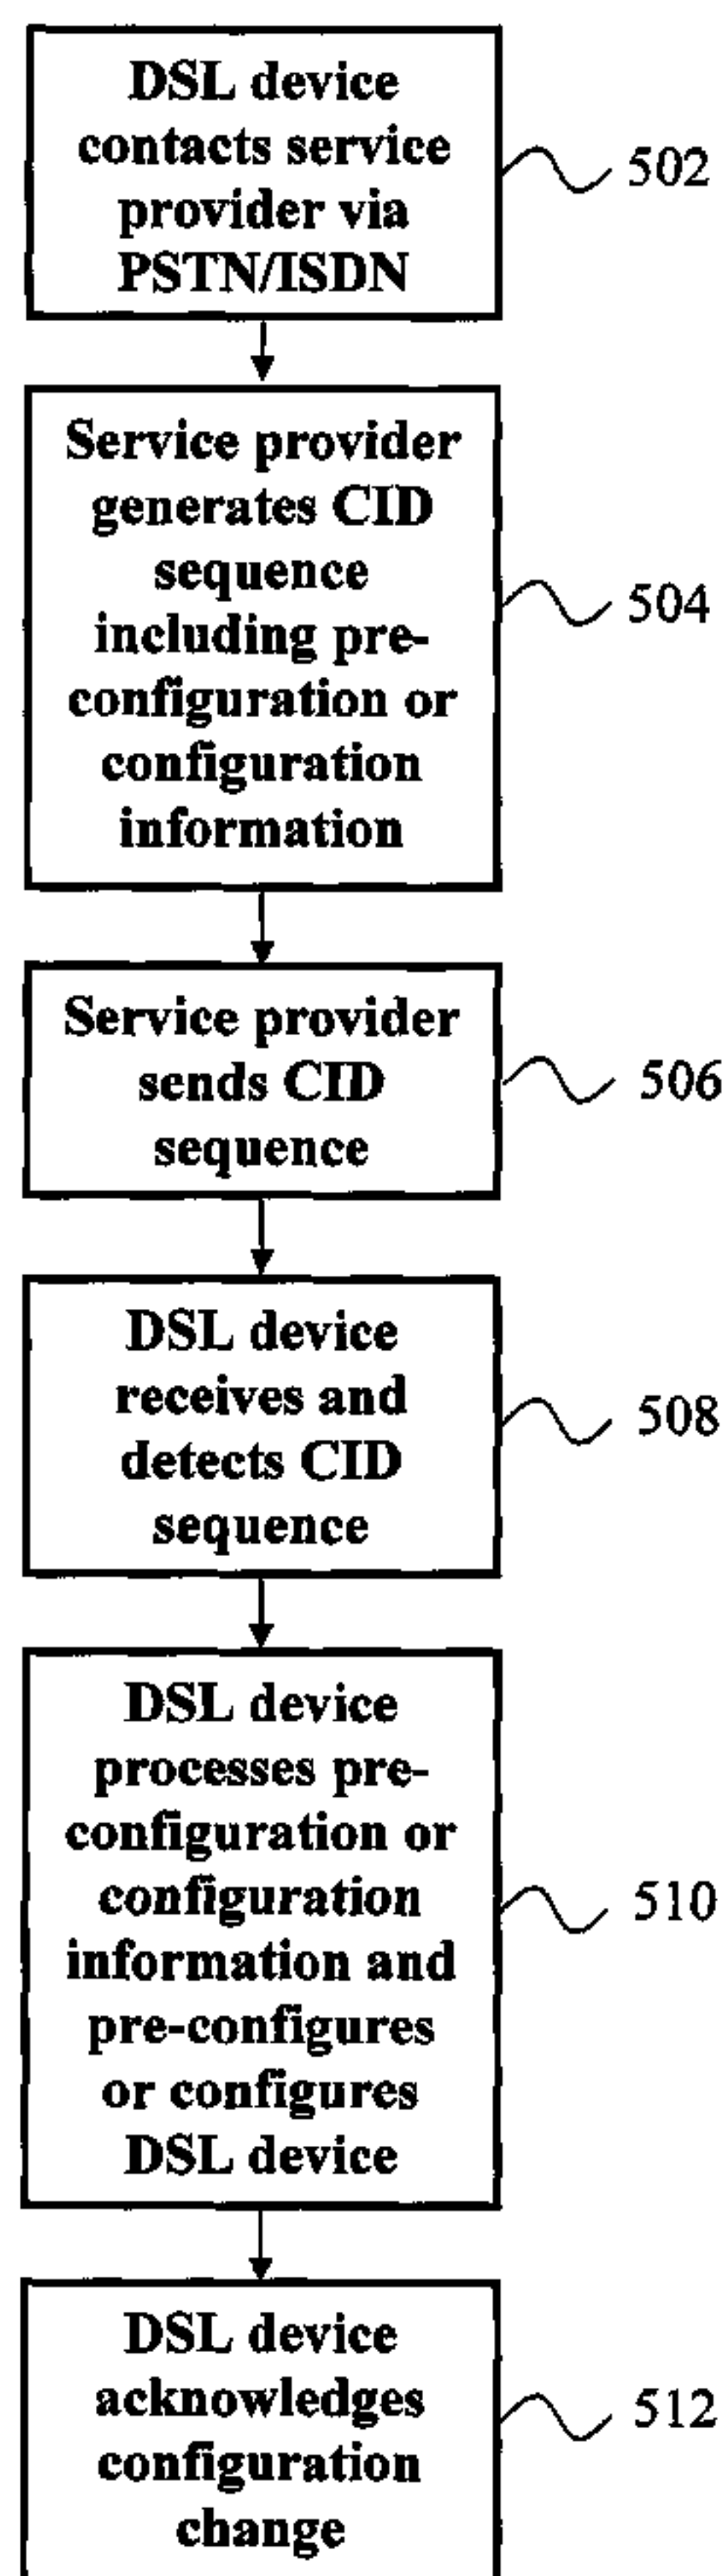 DSL device
contacts service
provider via
PSTN/ISDN
502
Service provider
generates CID
sequence
including pre-
configuration or
configuration
information
504
Service provider
sends CID
sequence
506
DSL device
receives and
detects CID
sequence
508
DSL device
processes pre-
configuration or
configuration
information and
pre-configures
or configures
DSL device
510
DSL device
acknowledges
configuration
change
512